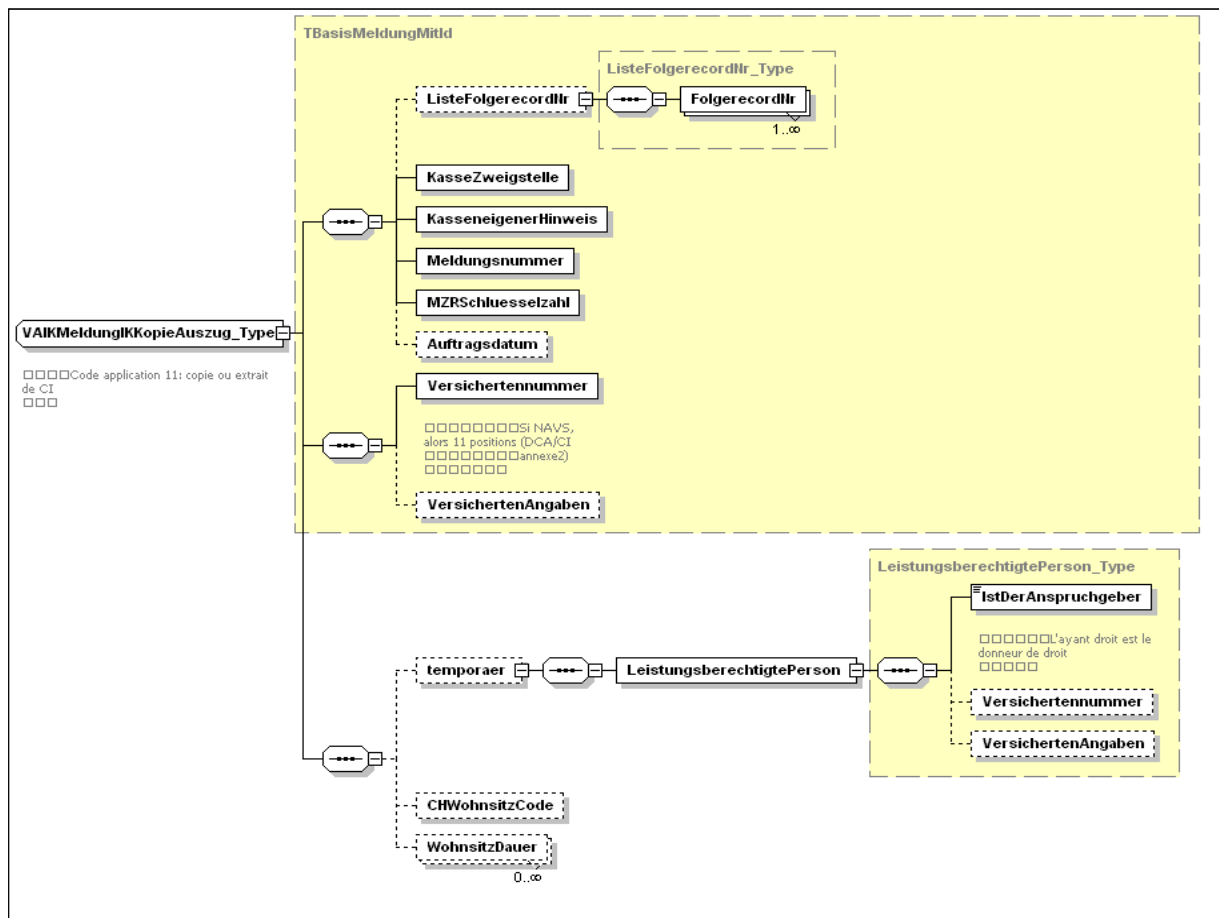 TBasisMeldungMitId
ListeFolgerecordNr_Type
ListeFolgerecordNr
FolgerecordNr
1..∞
KasseZweigstelle
KasseneigenerHinweis
Meldungsnummer
MZRSchluesselzahl
VAIKMeldungIKKopieAuszug_Type
Auftragsdatum
□□□□Code application 11: copie ou extrait
de CI
□□□
Versichertennummer
□□□□□□□□Si NAVS,
alors 11 positions (DCA/CI
□□□□□□□□annexe2)
□□□□□□□
VersichertenAngaben
LeistungsberechtigtePerson_Type
IstDerAnspruchgeber
□□□□□□L'ayant droit est le
donneur de droit
□□□□□
temporaer
LeistungsberechtigtePerson
Versichertennummer
VersichertenAngaben
CHWohnsitzCode
WohnsitzDauer
0..∞